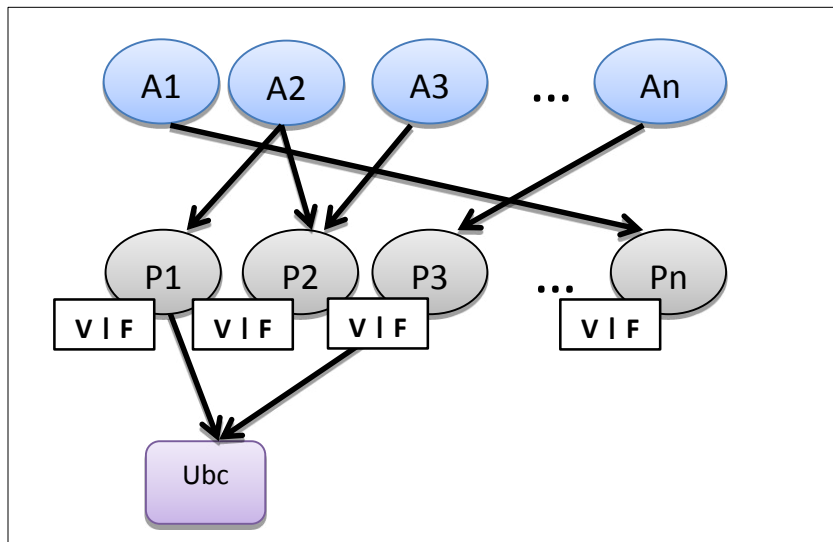 A1 A2 A3 ... An
P1 P2 P3 ... Pn
V | F V | F V | F V | F
Ubc